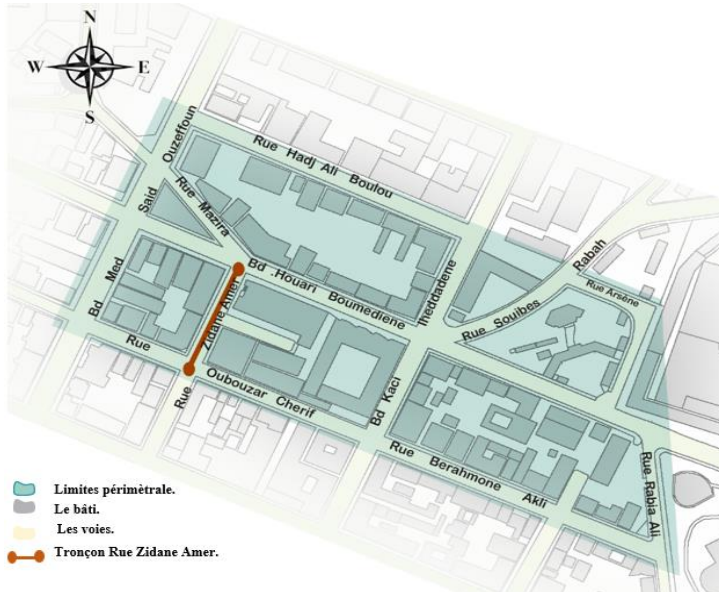 N
W E
S
Rue Hadj Ali Boulou
Bd Med Said Ouzeffoun
Rue Mazira
Bd .Houari Boumediene
Rue Zidane Amer
Rue Oubouzar Cherif
Bd Kaci Iheddadene
Rue Souibes Rabah
Rue Arsène
Rue Berahmone Akli
Rue Rabia Ali
Limites périmètrale.
Le bâti.
Les voies.
Tronçon Rue Zidane Amer.